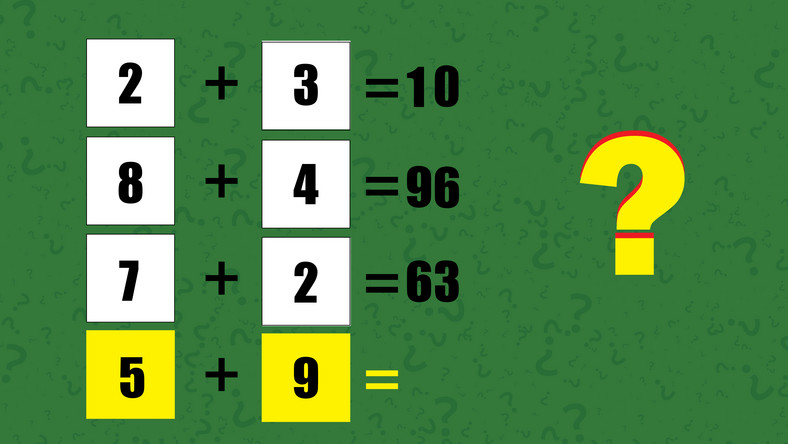 2 + 3 =10
8 + 4 =96
7 + 2 =63
5 + 9 =
?